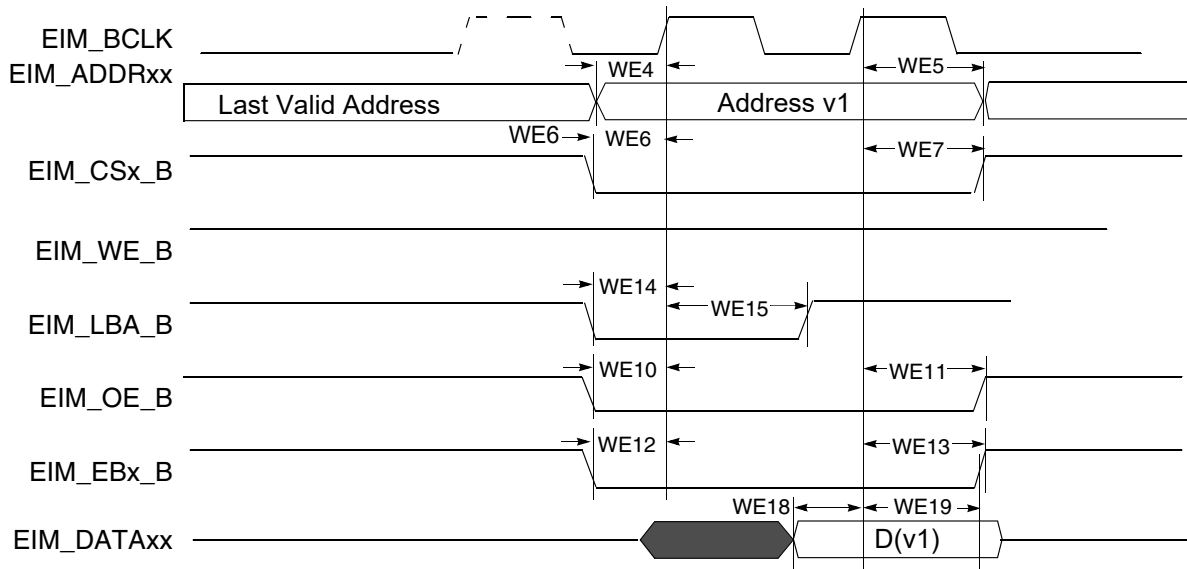 EIM_BCLK
EIM_ADDRxx
WE4
WE5
Last Valid Address
Address v1
WE6
WE6
WE7
EIM_CSx_B
EIM_WE_B
WE14
WE15
EIM_LBA_B
WE10
WE11
EIM_OE_B
WE12
WE13
EIM_EBx_B
WE18
WE19
EIM_DATAxx
D(v1)